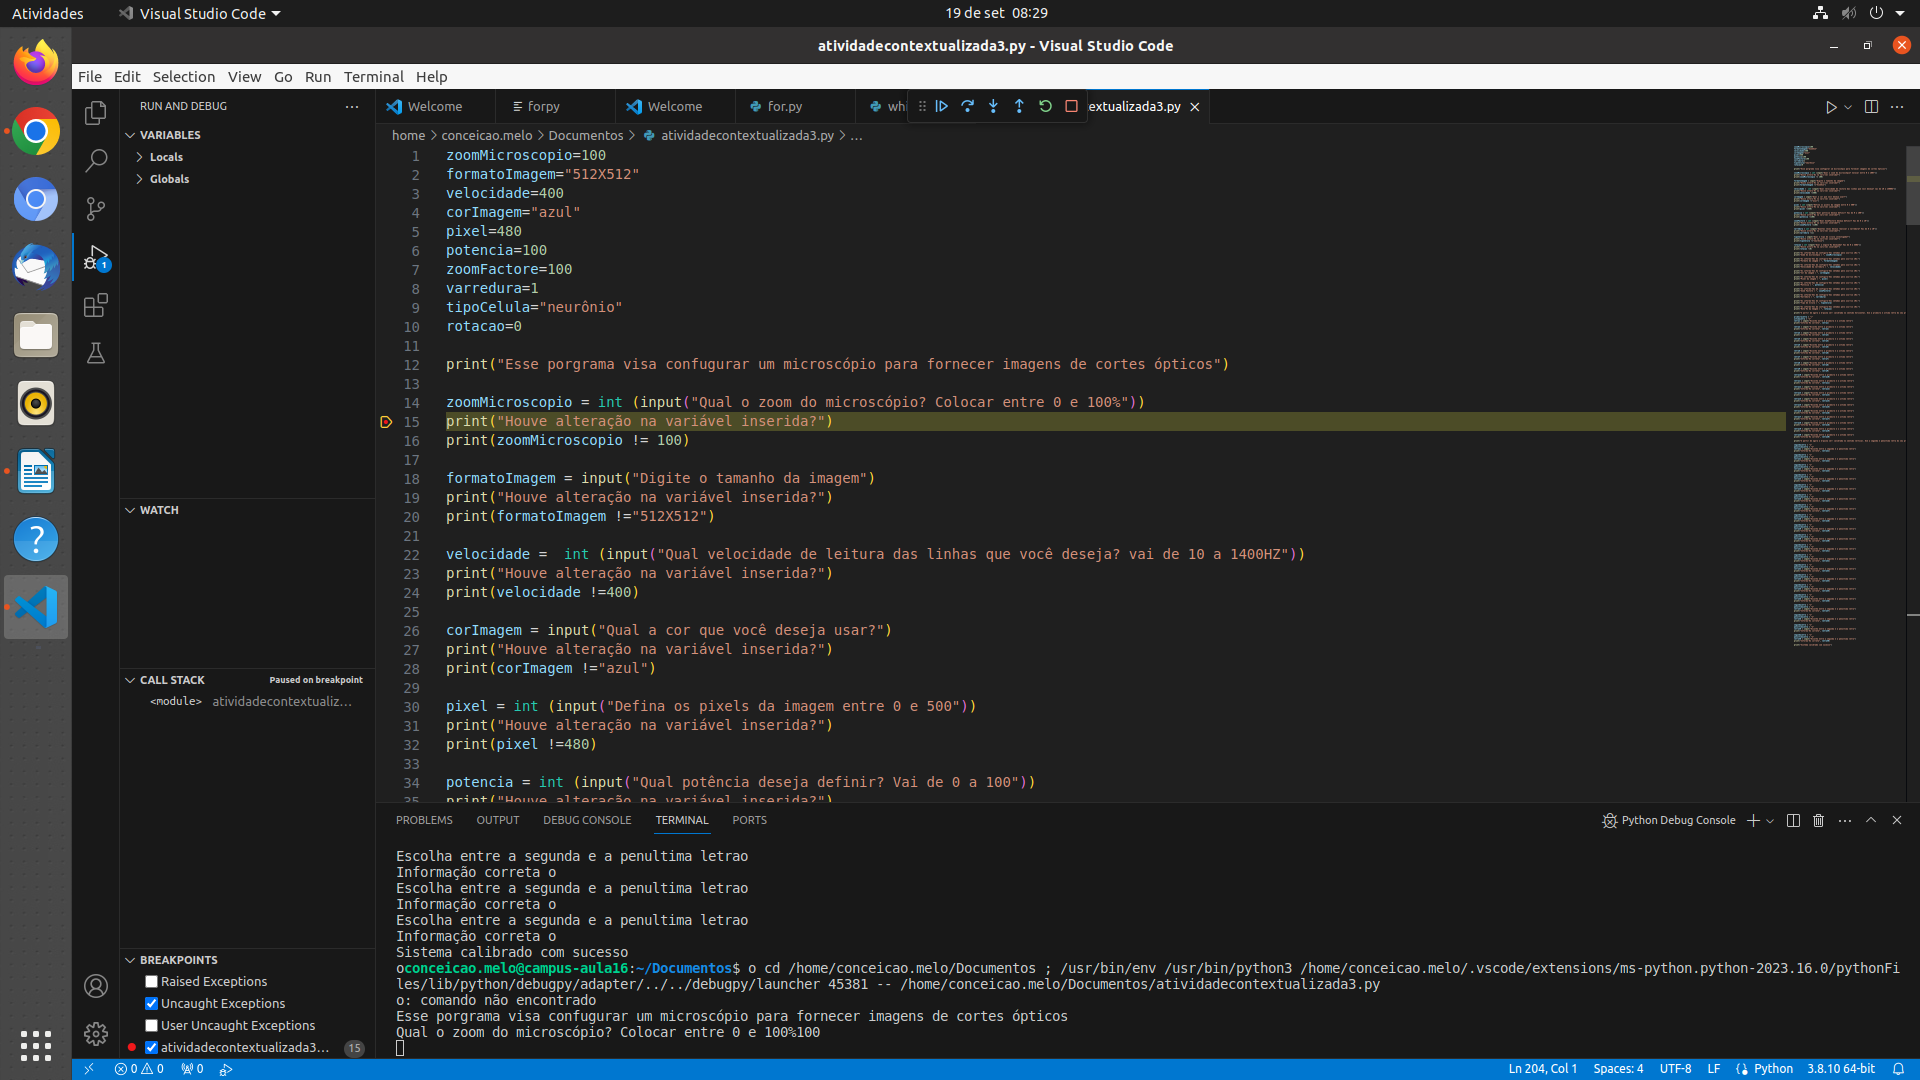 Atividades
Visual Studio Code
19 de set 08:29
atividadecontextualizada3.py - Visual Studio Code
File Edit Selection View Go Run Terminal Help
RUN AND DEBUG
Welcome
forpy
Welcome
for.py
whi
extualizada3.py
home > conceicao.melo > Documentos > atividadecontextualizada3.py > ...
VARIABLES
Locals
Globals
WATCH
CALL STACK
Paused on breakpoint
<module> atividadecontextualiz...
BREAKPOINTS
Raised Exceptions
Uncaught Exceptions
User Uncaught Exceptions
atividadecontextualizada3... 15
1
1 zoomMicroscopio=100
2 formatoImagem="512X512"
3 velocidade=400
4 corImagem="azul"
5 pixel=480
6 potencia=100
7 zoomFactore=100
8 varredura=1
9 tipoCelula="neurônio"
10 rotacao=0
11
12 print("Esse porgrama visa confugurar um microscópio para fornecer imagens de cortes ópticos")
13
14 zoomMicroscopio = int (input("Qual o zoom do microscópio? Colocar entre 0 e 100%"))
15 print("Houve alteração na variável inserida?")
16 print(zoomMicroscopio != 100)
17
18 formatoImagem = input("Digite o tamanho da imagem")
19 print("Houve alteração na variável inserida?")
20 print(formatoImagem !="512X512")
21
22 velocidade =  int (input("Qual velocidade de leitura das linhas que você deseja? vai de 10 a 1400HZ"))
23 print("Houve alteração na variável inserida?")
24 print(velocidade !=400)
25
26 corImagem = input("Qual a cor que você deseja usar?")
27 print("Houve alteração na variável inserida?")
28 print(corImagem !="azul")
29
30 pixel = int (input("Defina os pixels da imagem entre 0 e 500"))
31 print("Houve alteração na variável inserida?")
32 print(pixel !=480)
33
34 potencia = int (input("Qual potência deseja definir? Vai de 0 a 100"))
35 print("Houve alteração na variável inserida?")
PROBLEMS OUTPUT DEBUG CONSOLE TERMINAL PORTS
Python Debug Console
Escolha entre a segunda e a penultima letrao
Informação correta o
Escolha entre a segunda e a penultima letrao
Informação correta o
Escolha entre a segunda e a penultima letrao
Informação correta o
Sistema calibrado com sucesso
oconceicao.melo@campus-aula16:~/Documentos$ o cd /home/conceicao.melo/Documentos ; /usr/bin/env /usr/bin/python3 /home/conceicao.melo/.vscode/extensions/ms-python.python-2023.16.0/pythonFi
les/lib/python/debugpy/adapter/../../debugpy/launcher 45381 -- /home/conceicao.melo/Documentos/atividadecontextualizada3.py
o: comando não encontrado
Esse porgrama visa confugurar um microscópio para fornecer imagens de cortes ópticos
Qual o zoom do microscópio? Colocar entre 0 e 100%100
0 0 0
Ln 204, Col 1 Spaces: 4 UTF-8 LF Python 3.8.10 64-bit